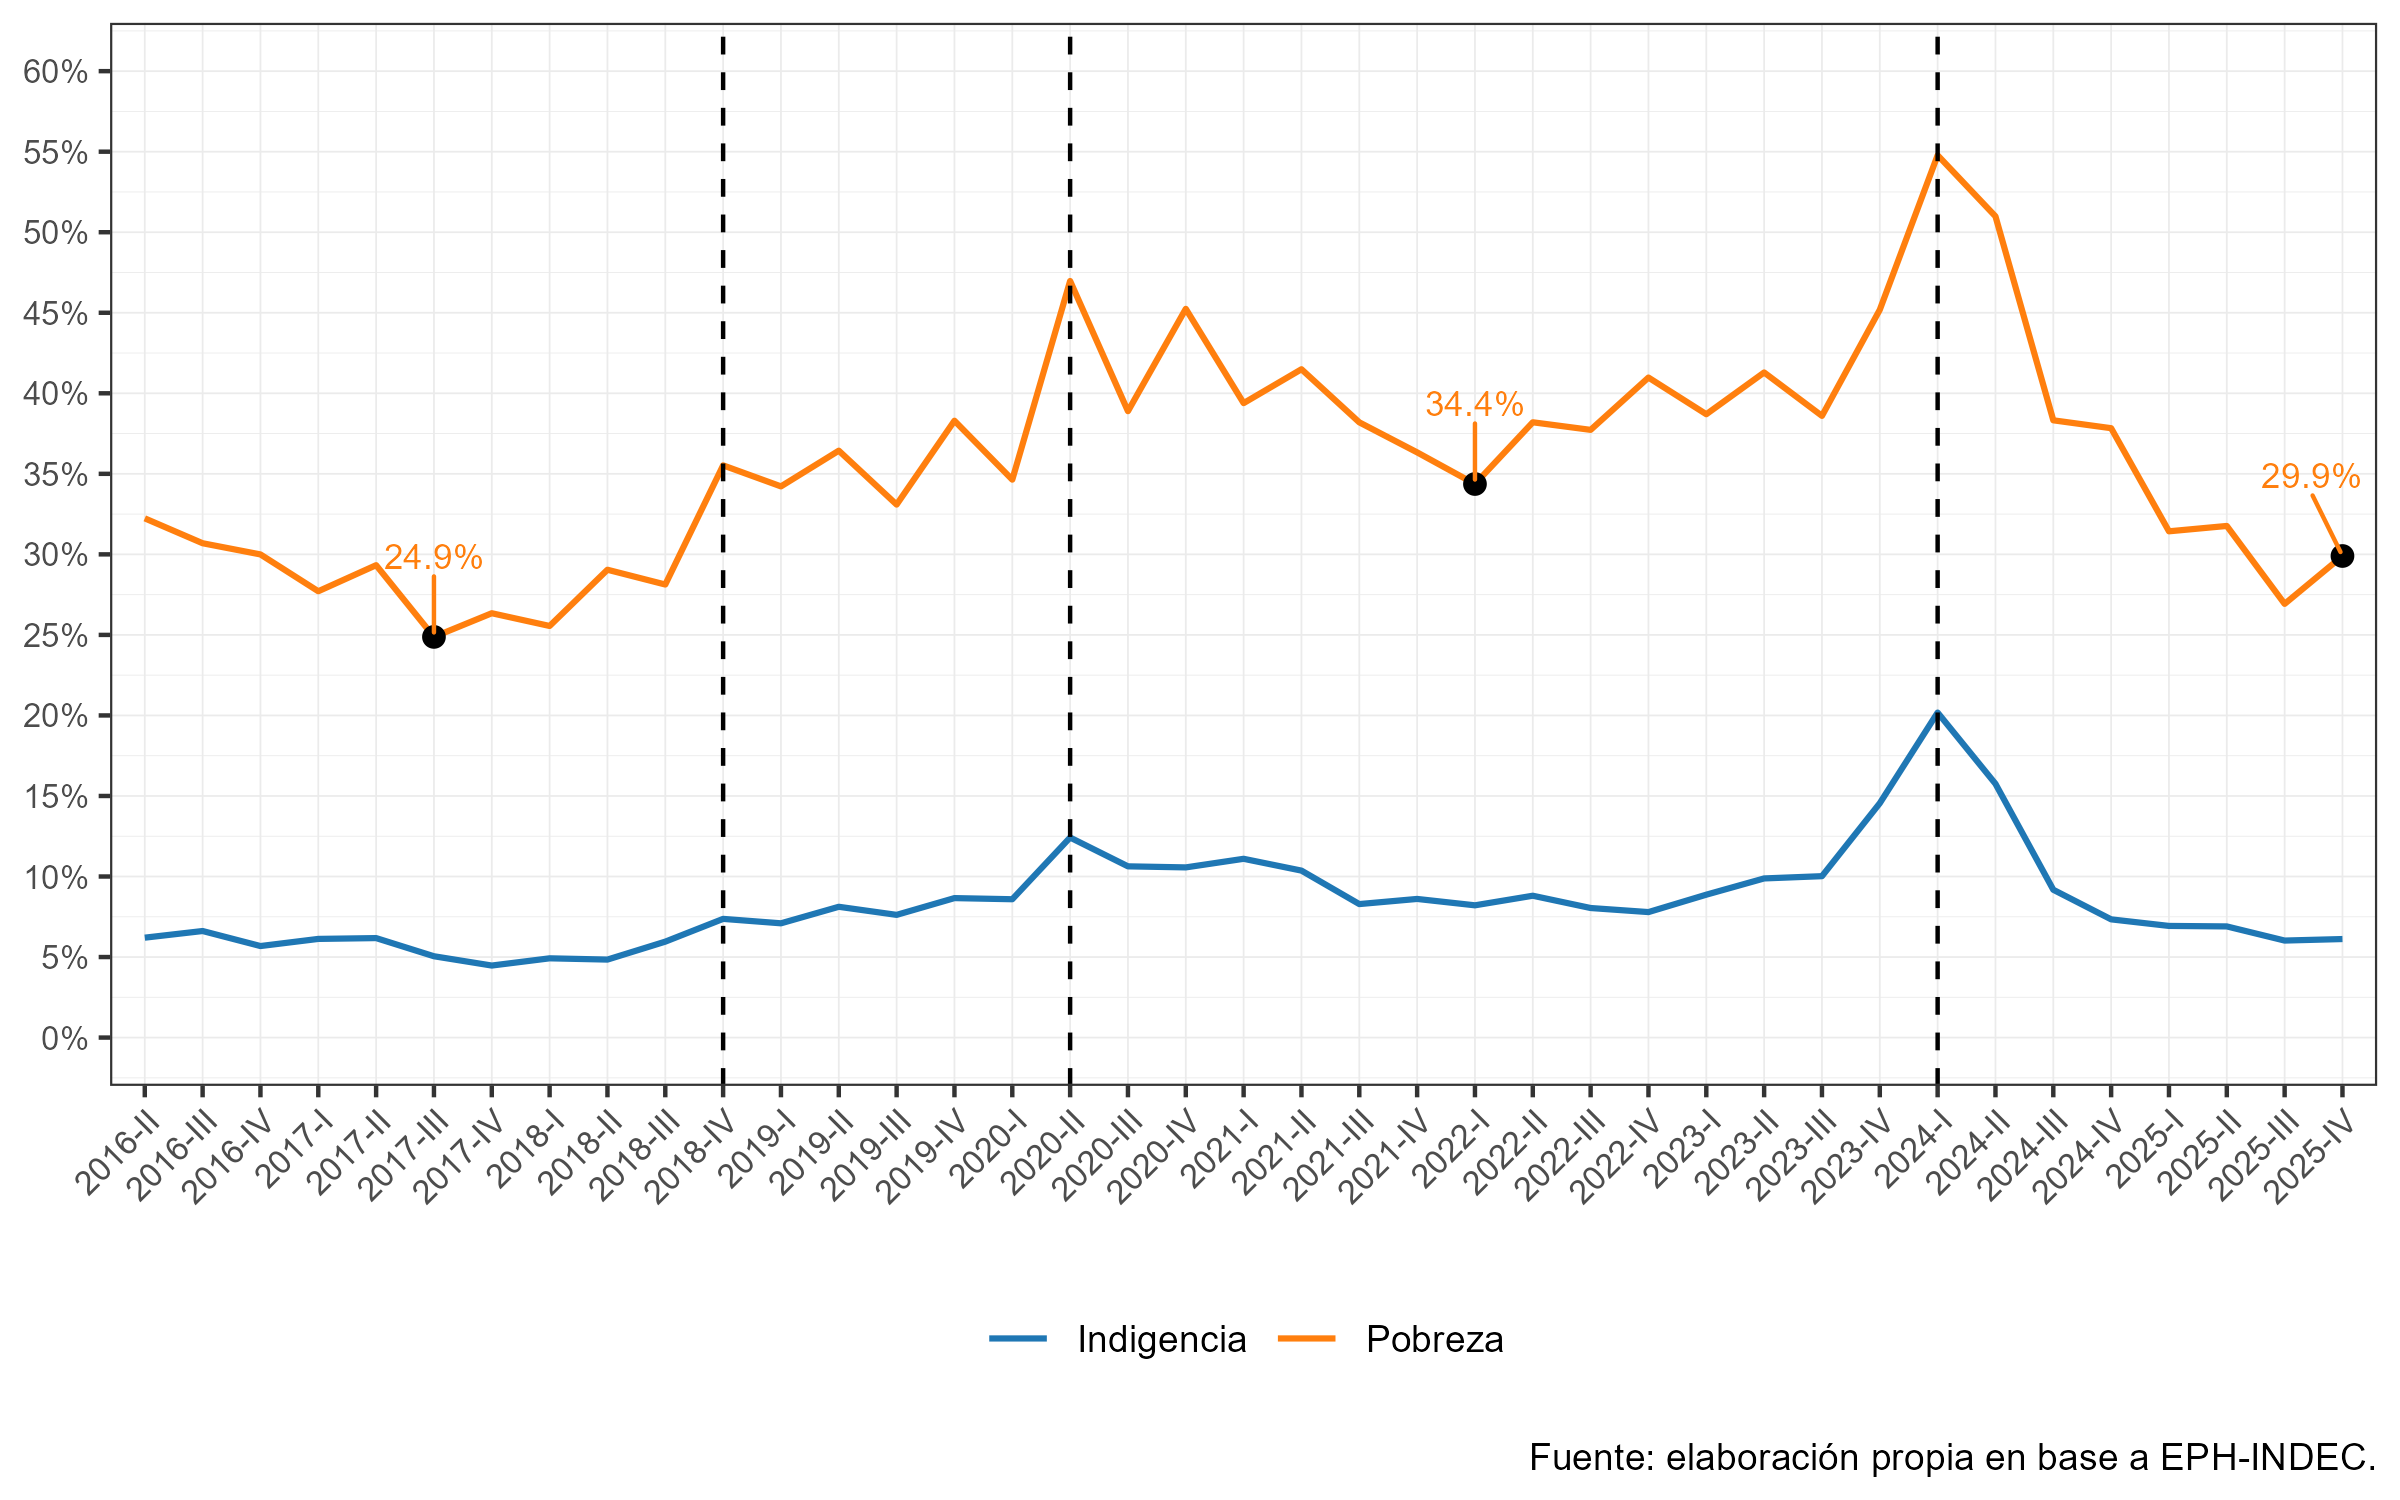 60%
55%
50%
45%
40%
35%
30%
25%
20%
15%
10%
5%
0%
34.4%
29.9%
24.9%
2016-II
2016-III
2016-IV
2017-I
2017-II
2017-III
2017-IV
2018-I
2018-II
2018-III
2018-IV
2019-I
2019-II
2019-III
2019-IV
2020-I
2020-II
2020-III
2020-IV
2021-I
2021-II
2021-III
2021-IV
2022-I
2022-II
2022-III
2022-IV
2023-I
2023-II
2023-III
2023-IV
2024-I
2024-II
2024-III
2024-IV
2025-I
2025-II
2025-III
2025-IV
Indigencia Pobreza
Fuente: elaboración propia en base a EPH-INDEC.